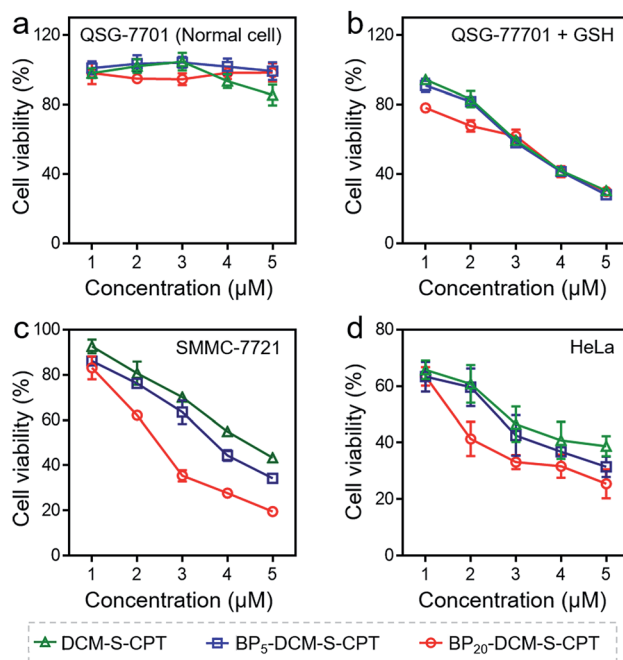 a
QSG-7701 (Normal cell)
Cell viability (%)
120
80
40
0
1 2 3 4 5
Concentration (μM)
b
QSG-77701 + GSH
Cell viability (%)
120
80
40
0
1 2 3 4 5
Concentration (μM)
c
SMMC-7721
Cell viability (%)
100
80
60
40
20
0
1 2 3 4 5
Concentration (μM)
d
HeLa
Cell viability (%)
80
60
40
20
0
1 2 3 4 5
Concentration (μM)
DCM-S-CPT BP₅-DCM-S-CPT BP₂₀-DCM-S-CPT